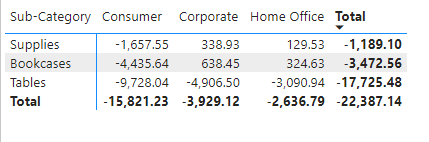 Sub-Category Consumer Corporate Home Office Total
Supplies -1,657.55 338.93 129.53 -1,189.10
Bookcases -4,435.64 638.45 324.63 -3,472.56
Tables -9,728.04 -4,906.50 -3,090.94 -17,725.48
Total -15,821.23 -3,929.12 -2,636.79 -22,387.14